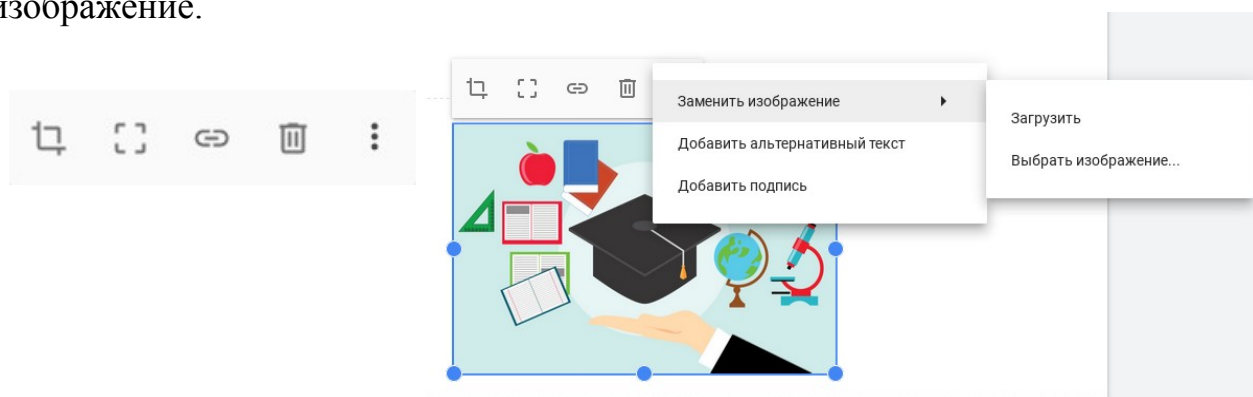 изображение.
Заменить изображение
Добавить альтернативный текст
Добавить подпись
Загрузить
Выбрать изображение...